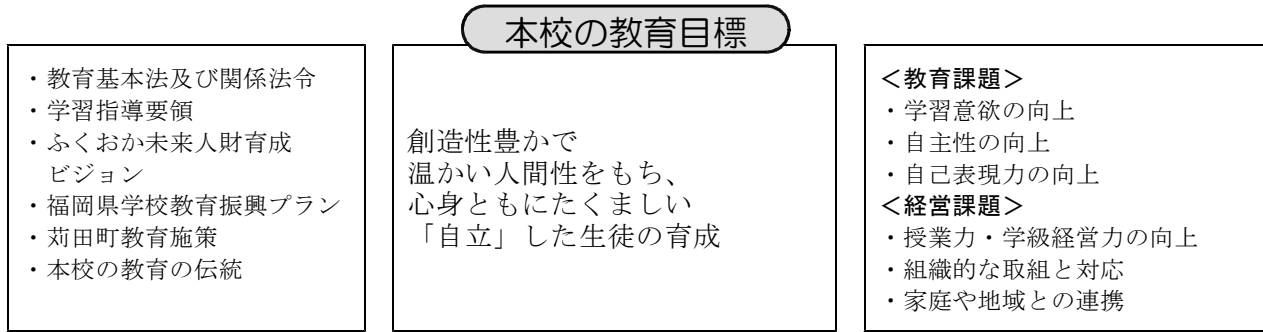 本校の教育目標
・教育基本法及び関係法令
・学習指導要領
・ふくおか未来人財育成
ビジョン
・福岡県学校教育振興プラン
・苅田町教育施策
・本校の教育の伝統
創造性豊かで
温かい人間性をもち、
心身ともにたくましい
「自立」した生徒の育成
＜教育課題＞
・学習意欲の向上
・自主性の向上
・自己表現力の向上
＜経営課題＞
・授業力・学級経営力の向上
・組織的な取組と対応
・家庭や地域との連携